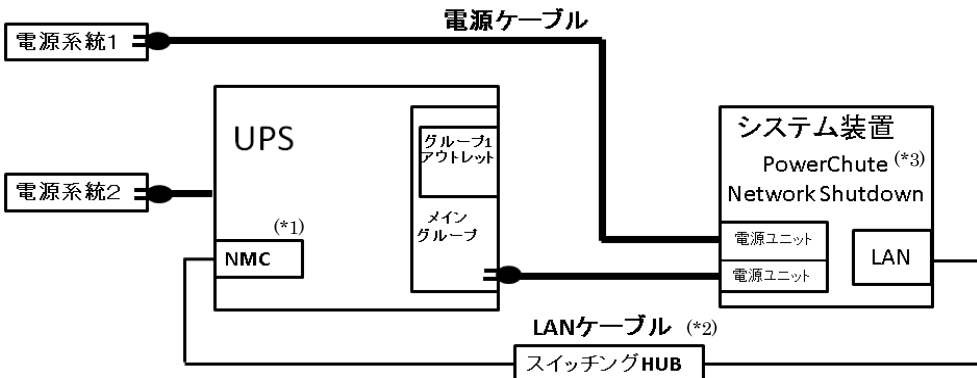 電源ケーブル
電源系統1
UPS
グループ1
アウトレット
システム装置
PowerChute (*3)
Network Shutdown
電源系統2
メイン
グループ
(*1)
NMC
電源ユニット
電源ユニット
LAN
LANケーブル (*2)
スイッチングHUB